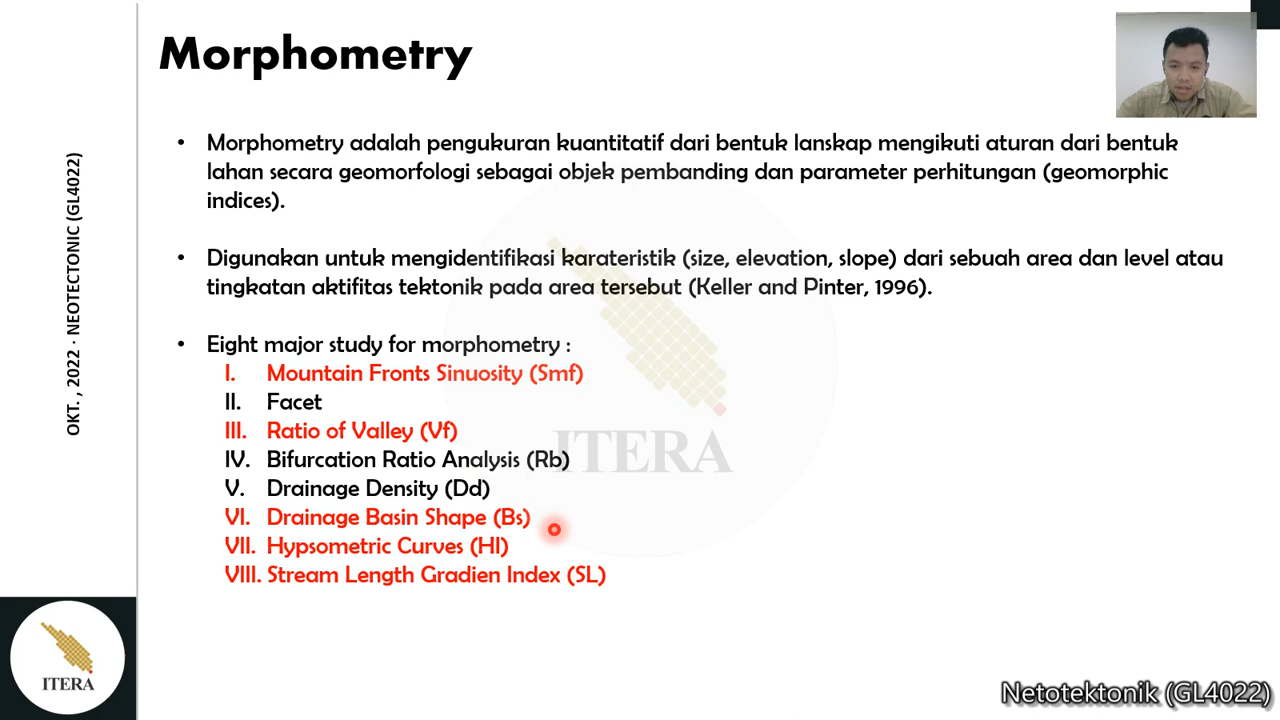 Morphometry
OKT. , 2022 · NEOTECTONIC (GL4022)
• Morphometry adalah pengukuran kuantitatif dari bentuk lanskap mengikuti aturan dari bentuk
lahan secara geomorfologi sebagai objek pembanding dan parameter perhitungan (geomorphic
indices).
• Digunakan untuk mengidentifikasi karateristik (size, elevation, slope) dari sebuah area dan level atau
tingkatan aktifitas tektonik pada area tersebut (Keller and Pinter, 1996).
• Eight major study for morphometry :
I. Mountain Fronts Sinuosity (Smf)
II. Facet
III. Ratio of Valley (Vf)
IV. Bifurcation Ratio Analysis (Rb)
V. Drainage Density (Dd)
VI. Drainage Basin Shape (Bs)
VII. Hypsometric Curves (HI)
VIII. Stream Length Gradien Index (SL)
ITERA
ITERA
Netotektonik (GL4022)